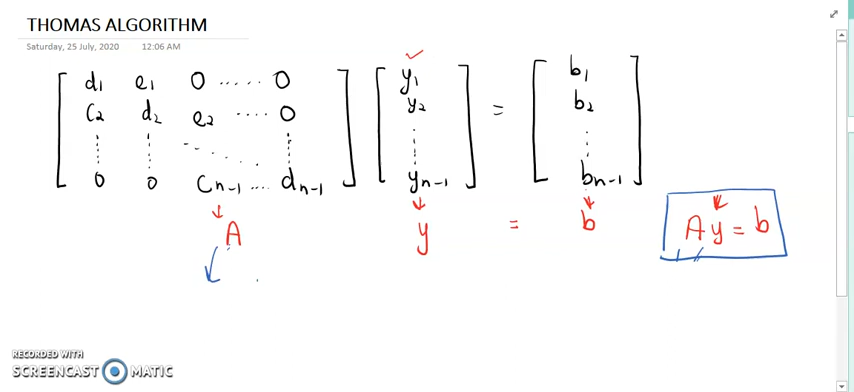 THOMAS ALGORITHM
Saturday, 25 July, 2020 12:06 AM
d₁ e₁ 0 ..... 0 y₁ b₁
c₂ d₂ e₂ .... 0 y₂ = b₂
0 0 cn-1 .... dn-1 yn-1 bn-1
A y = b
Ay = b
RECORDED WITH
SCREENCAST MATIC